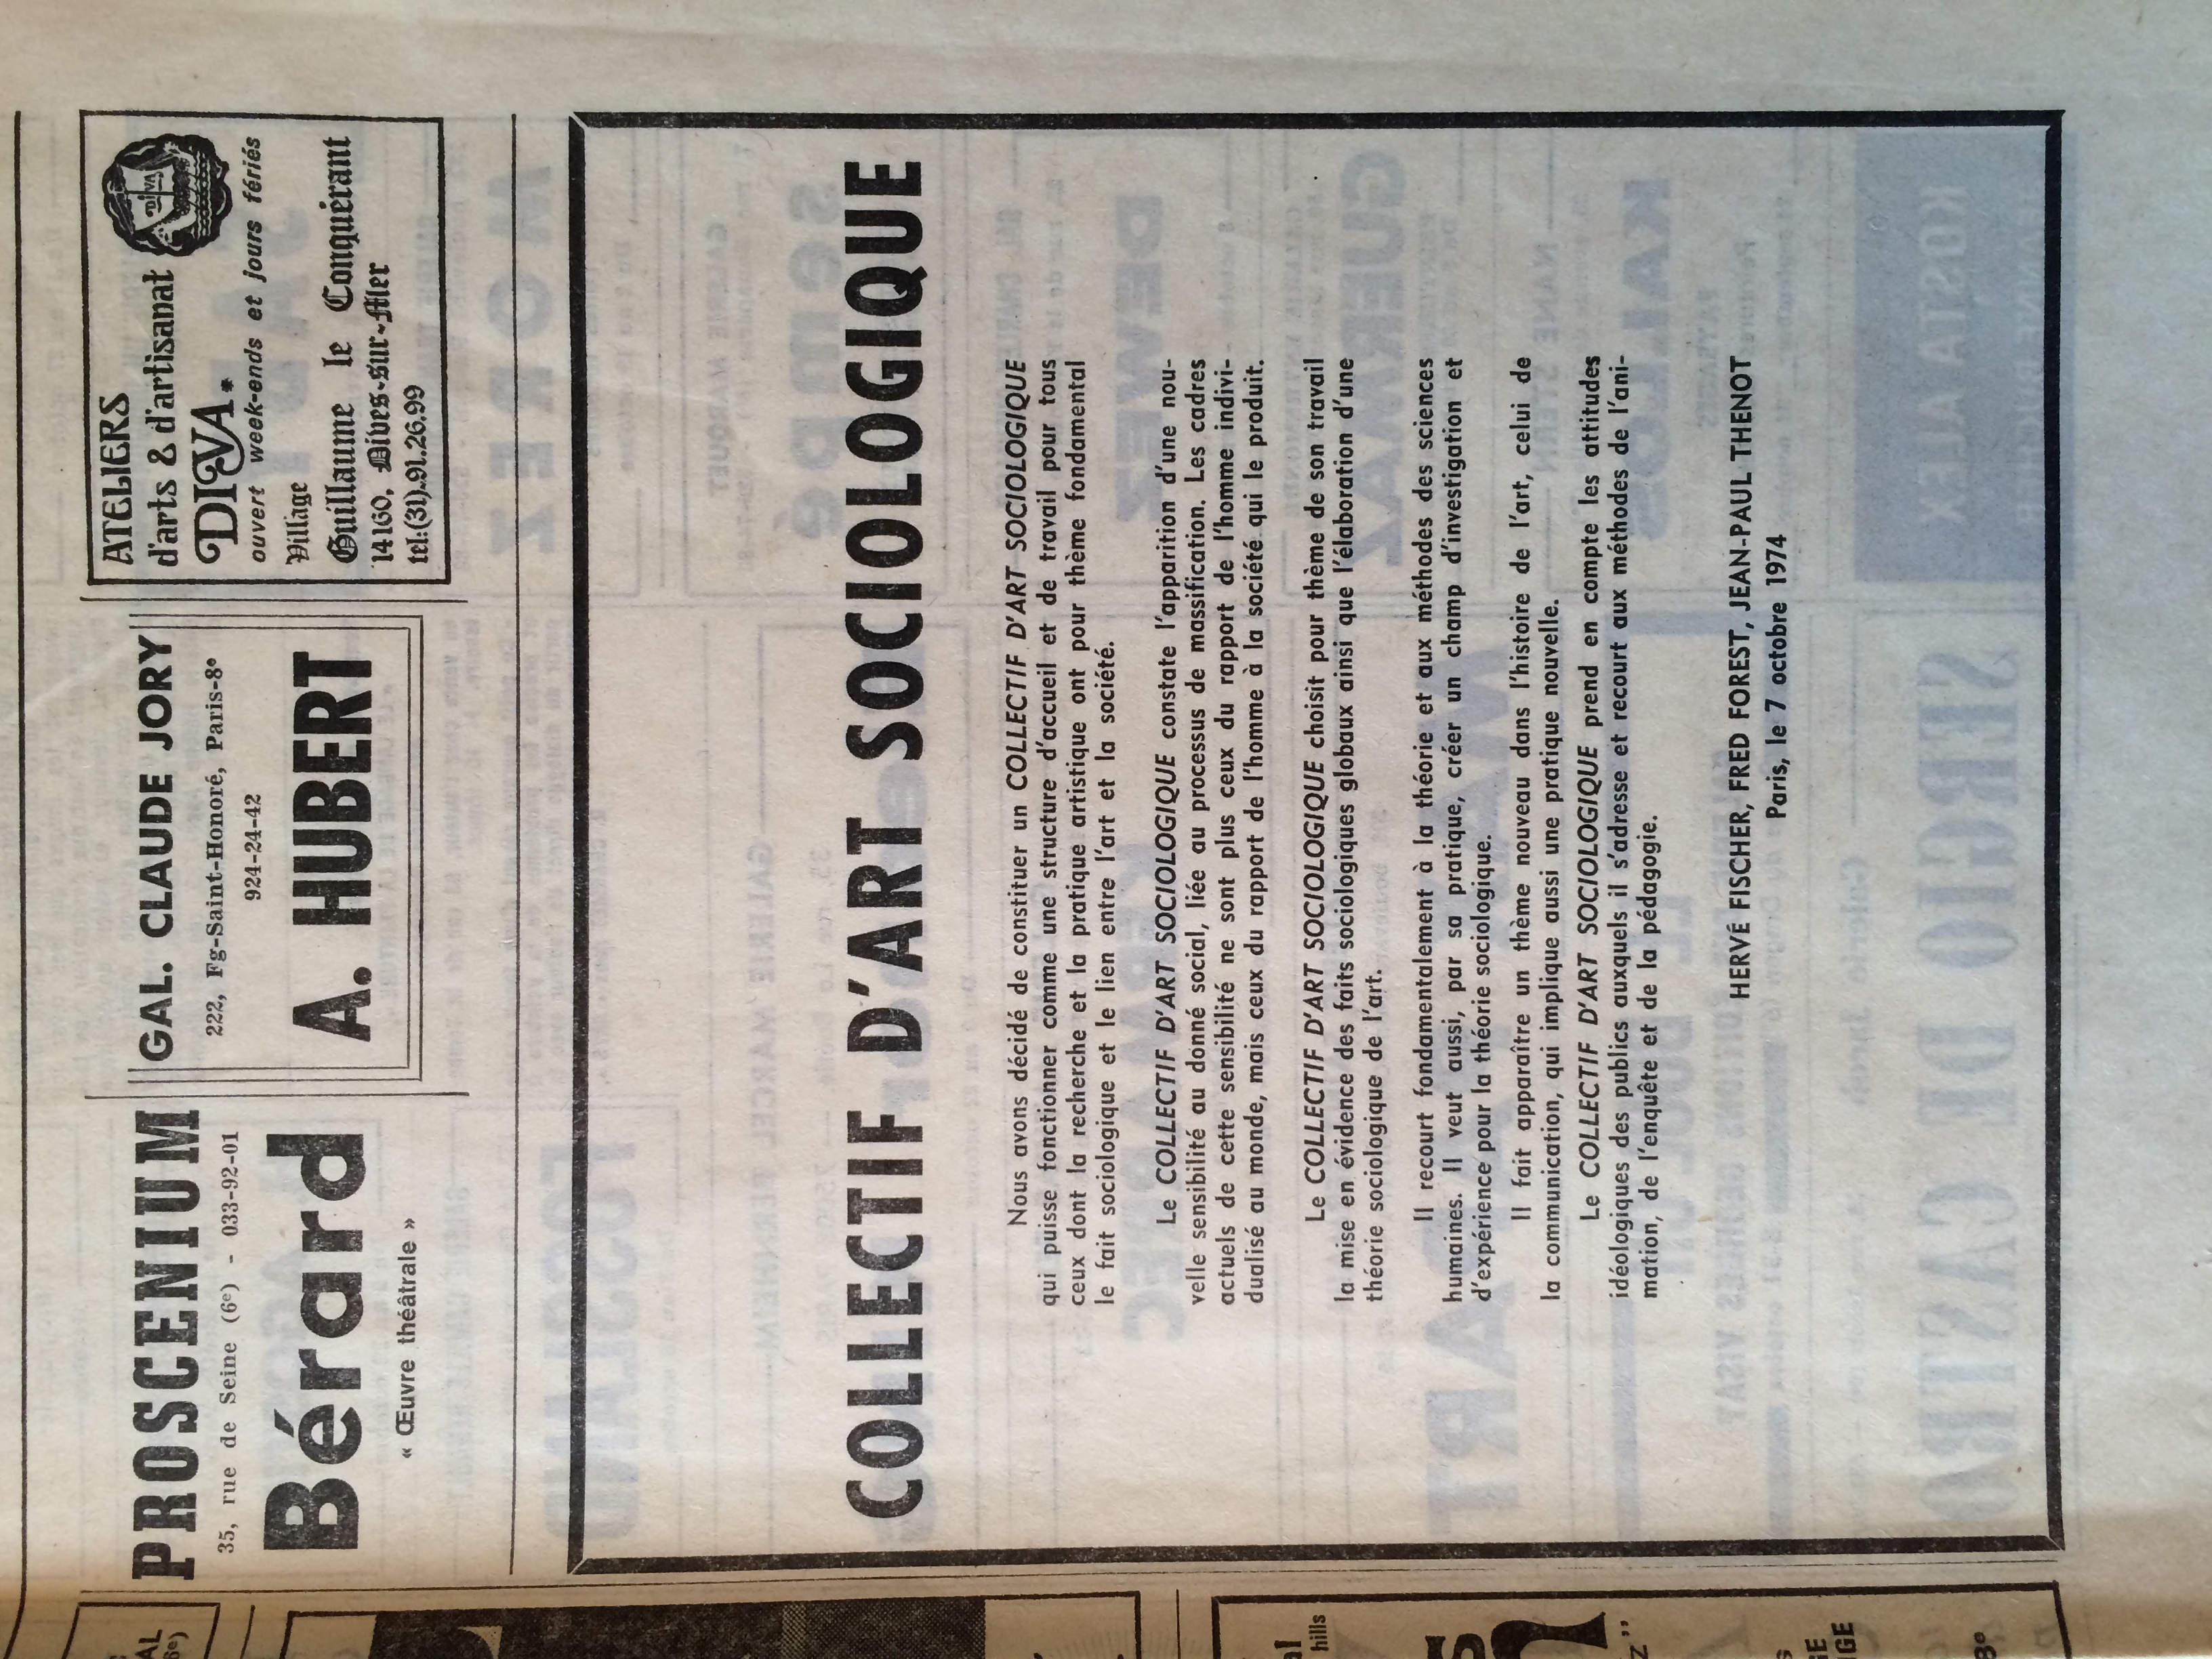 PROSCENIUM
35, rue de Seine (6e) - 033-92-01
Bérard
« Œuvre théâtrale »
GAL. CLAUDE JORY
222, Fg-Saint-Honoré, Paris-8e
924-24-42
A. HUBERT
ATELIERS
d'arts & d'artisanat
DIVA*
DIVA
ouvert week-ends et jours fériés
Village
Guillaume le Conquérant
14160, Dives-sur-Mer
tel:(31).91.26.99
COLLECTIF D'ART SOCIOLOGIQUE
Nous avons décidé de constituer un COLLECTIF D'ART SOCIOLOGIQUE
qui puisse fonctionner comme une structure d'accueil et de travail pour tous
ceux dont la recherche et la pratique artistique ont pour thème fondamental
le fait sociologique et le lien entre l'art et la société.
Le COLLECTIF D'ART SOCIOLOGIQUE constate l'apparition d'une nou-
velle sensibilité au donné social, liée au processus de massification. Les cadres
actuels de cette sensibilité ne sont plus ceux du rapport de l'homme indivi-
dualisé au monde, mais ceux du rapport de l'homme à la société qui le produit.
Le COLLECTIF D'ART SOCIOLOGIQUE choisit pour thème de son travail
la mise en évidence des faits sociologiques globaux ainsi que l'élaboration d'une
théorie sociologique de l'art.
Il recourt fondamentalement à la théorie et aux méthodes des sciences
humaines. Il veut aussi, par sa pratique, créer un champ d'investigation et
d'expérience pour la théorie sociologique.
Il fait apparaître un thème nouveau dans l'histoire de l'art, celui de
la communication, qui implique aussi une pratique nouvelle.
Le COLLECTIF D'ART SOCIOLOGIQUE prend en compte les attitudes
idéologiques des publics auxquels il s'adresse et recourt aux méthodes de l'ani-
mation, de l'enquête et de la pédagogie.
HERVÉ FISCHER, FRED FOREST, JEAN-PAUL THENOT
Paris, le 7 octobre 1974
hills